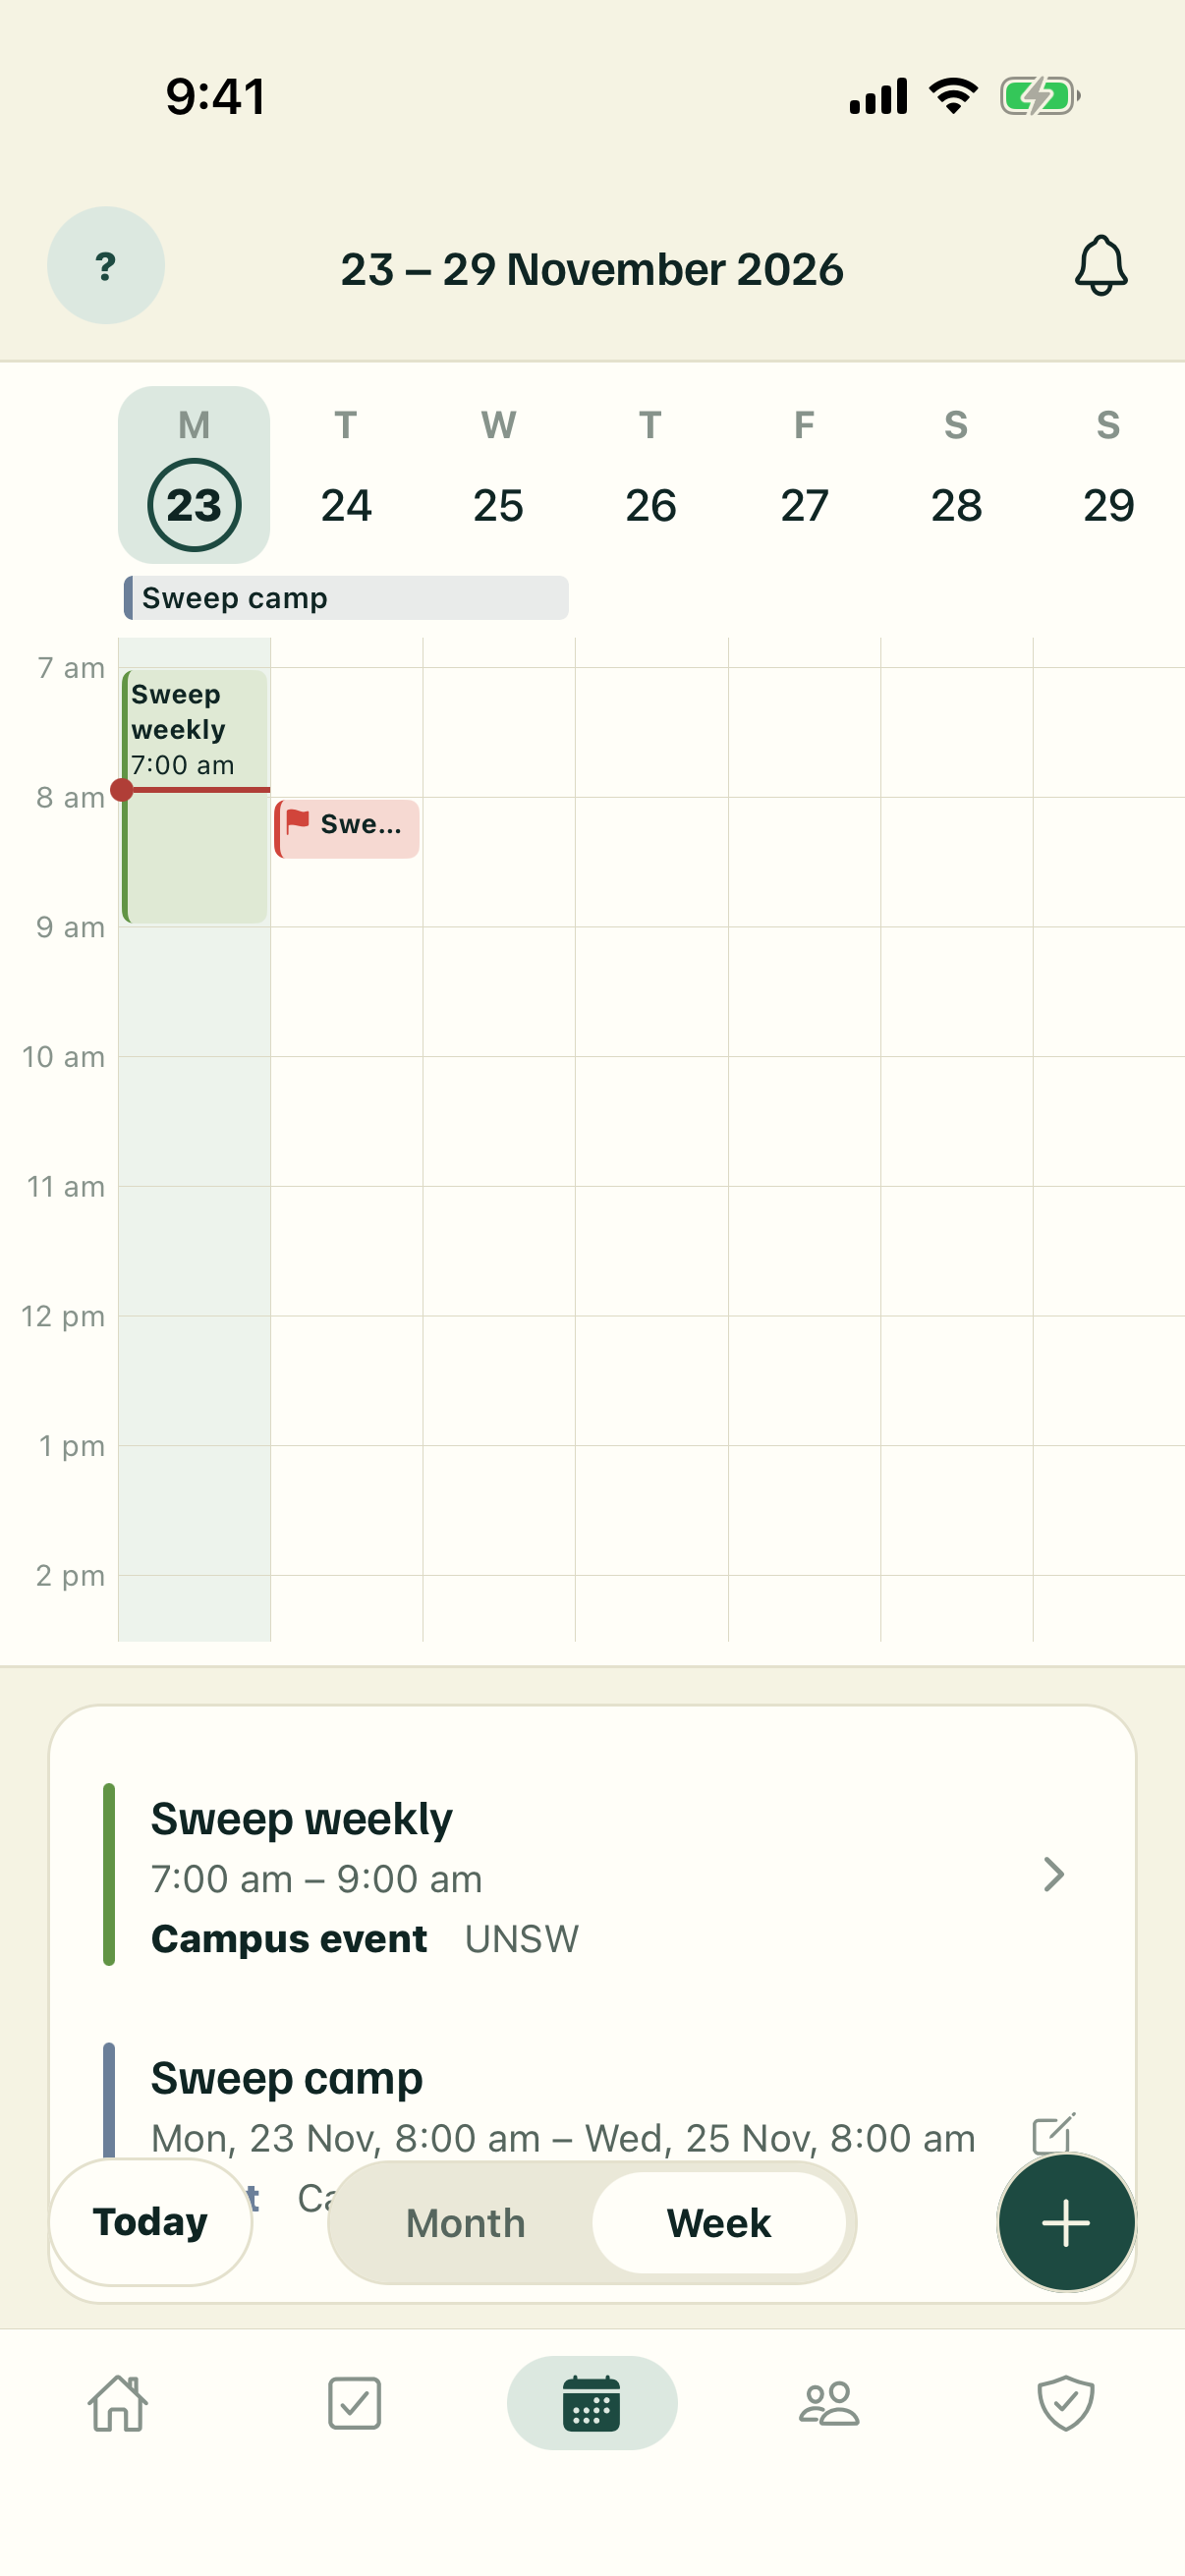 9:41
?
23 – 29 November 2026
M T W T F S S
23 24 25 26 27 28 29
Sweep camp
7 am
Sweep
weekly
7:00 am
8 am
Swe...
9 am
10 am
11 am
12 pm
1 pm
2 pm
Sweep weekly
7:00 am – 9:00 am
Campus event UNSW
Sweep camp
Mon, 23 Nov, 8:00 am – Wed, 25 Nov, 8:00 am
Today Month Week